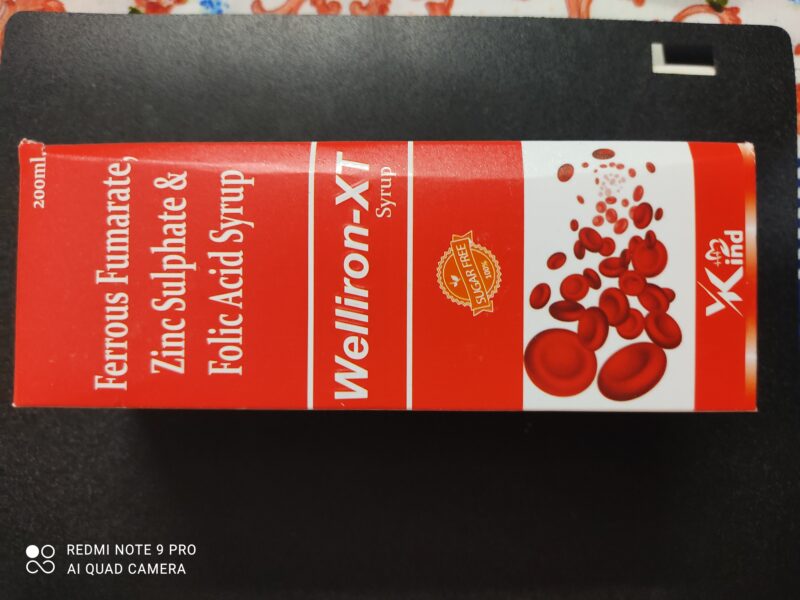 200ml.
Ferrous Fumarate,
Zinc Sulphate &
Folic Acid Syrup
Welliron-XT
Syrup
SUGAR FREE
100%
Kind
REDMI NOTE 9 PRO
AI QUAD CAMERA